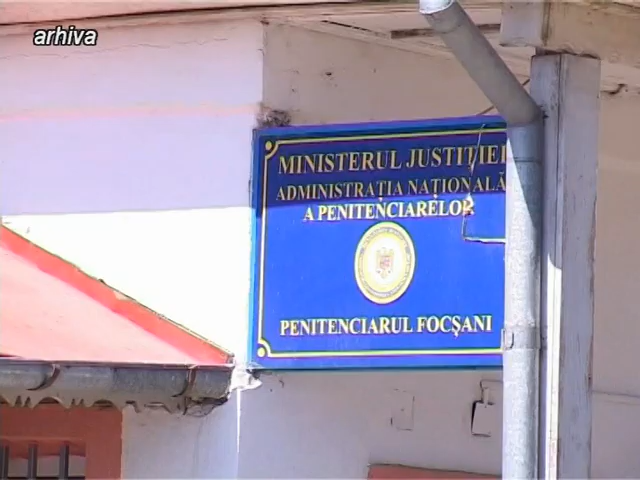 arhiva
MINISTERUL JUSTIȚIEI
ADMINISTRAȚIA NAȚIONALĂ
A PENITENCIARELOR
PENITENCIARUL FOCȘANI